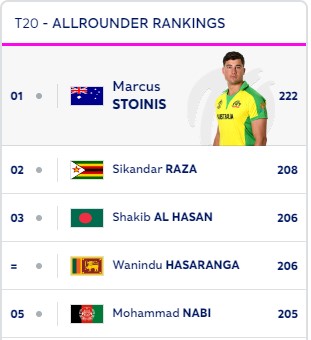 T20 - ALLROUNDER RANKINGS
01 Marcus STOINIS 222
02 Sikandar RAZA 208
03 Shakib AL HASAN 206
= Wanindu HASARANGA 206
05 Mohammad NABI 205